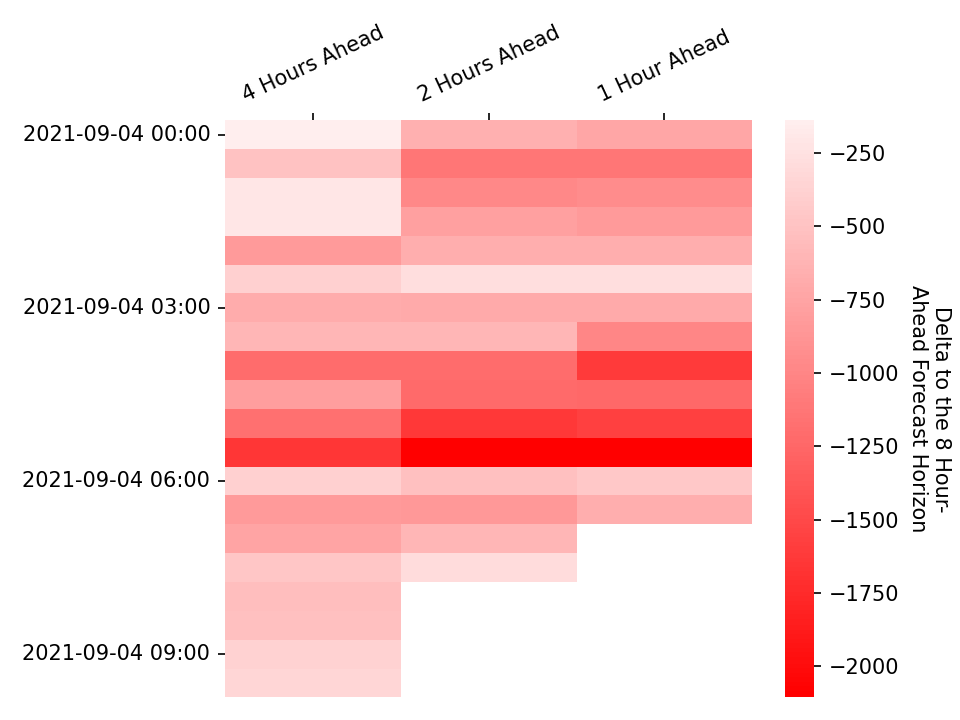 4 Hours Ahead
2 Hours Ahead
1 Hour Ahead
2021-09-04 00:00
2021-09-04 03:00
2021-09-04 06:00
2021-09-04 09:00
−250
−500
−750
−1000
−1250
−1500
−1750
−2000
Delta to the 8 Hour-
Ahead Forecast Horizon